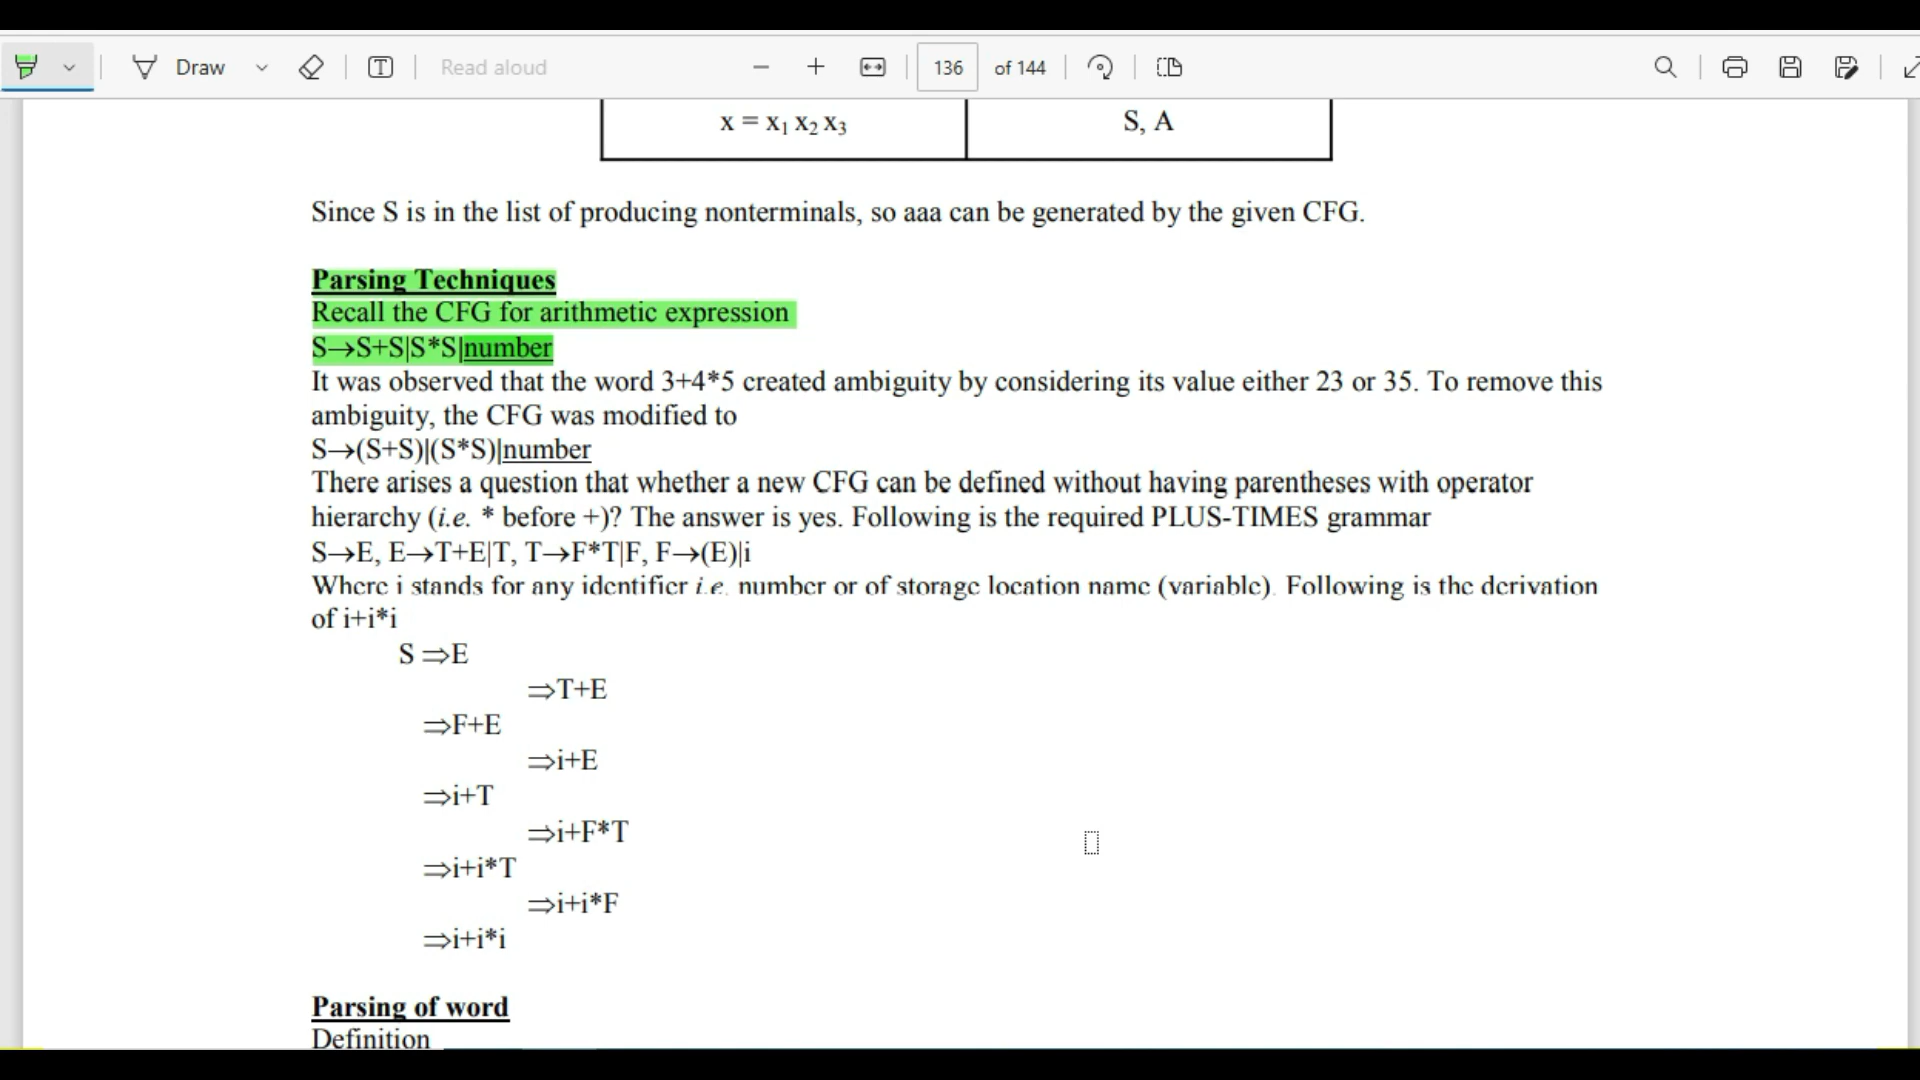 Draw
Read aloud
136 of 144
x = x₁ x₂ x₃
S, A
Since S is in the list of producing nonterminals, so aaa can be generated by the given CFG.
Parsing Techniques
Recall the CFG for arithmetic expression
S→S+S|S*S|number
It was observed that the word 3+4*5 created ambiguity by considering its value either 23 or 35. To remove this
ambiguity, the CFG was modified to
S→(S+S)|(S*S)|number
There arises a question that whether a new CFG can be defined without having parentheses with operator
hierarchy (i.e. * before +)? The answer is yes. Following is the required PLUS-TIMES grammar
S→E, E→T+E|T, T→F*T|F, F→(E)|i
Where i stands for any identifier i.e. number or of storage location name (variable). Following is the derivation
of i+i*i
S ⇒E
⇒T+E
⇒F+E
⇒i+E
⇒i+T
⇒i+F*T
⇒i+i*T
⇒i+i*F
⇒i+i*i
Parsing of word
Definition